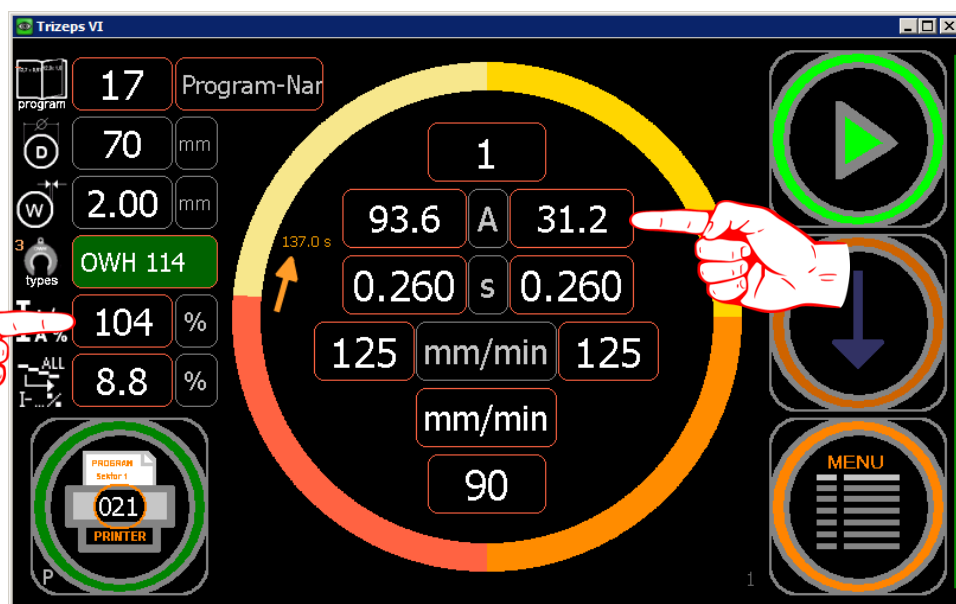 Trizeps VI
program
17
Program-Nar
D
70
mm
W
2.00
mm
3
types
OWH 114
104
%
ALL
8.8
%
PROGRAM
Sektor 1
021
PRINTER
P
137.0 s
1
93.6 A 31.2
0.260 s 0.260
125 mm/min 125
mm/min
90
MENU
1